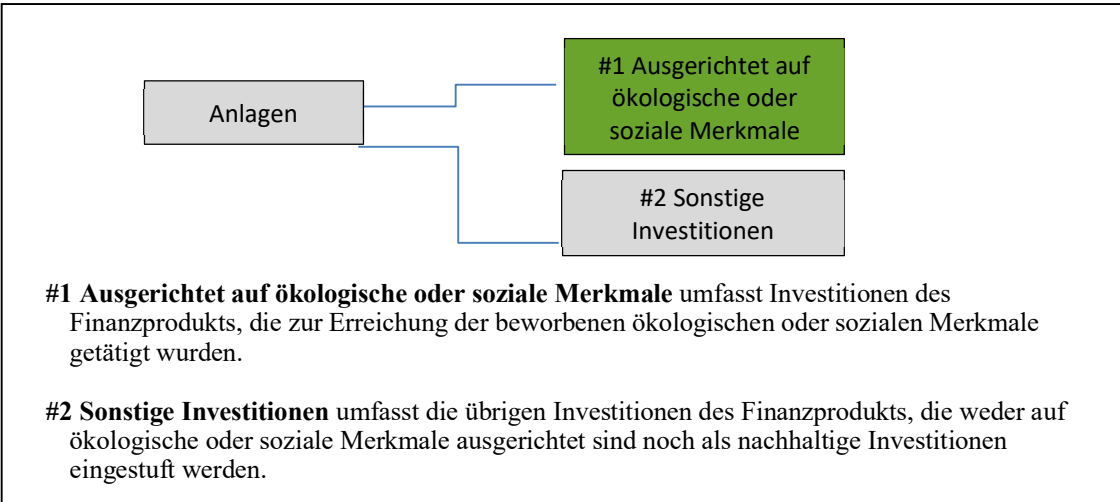 Anlagen
#1 Ausgerichtet auf
ökologische oder
soziale Merkmale
#2 Sonstige
Investitionen
#1 Ausgerichtet auf ökologische oder soziale Merkmale umfasst Investitionen des
Finanzprodukts, die zur Erreichung der beworbenen ökologischen oder sozialen Merkmale
getätigt wurden.
#2 Sonstige Investitionen umfasst die übrigen Investitionen des Finanzprodukts, die weder auf
ökologische oder soziale Merkmale ausgerichtet sind noch als nachhaltige Investitionen
eingestuft werden.